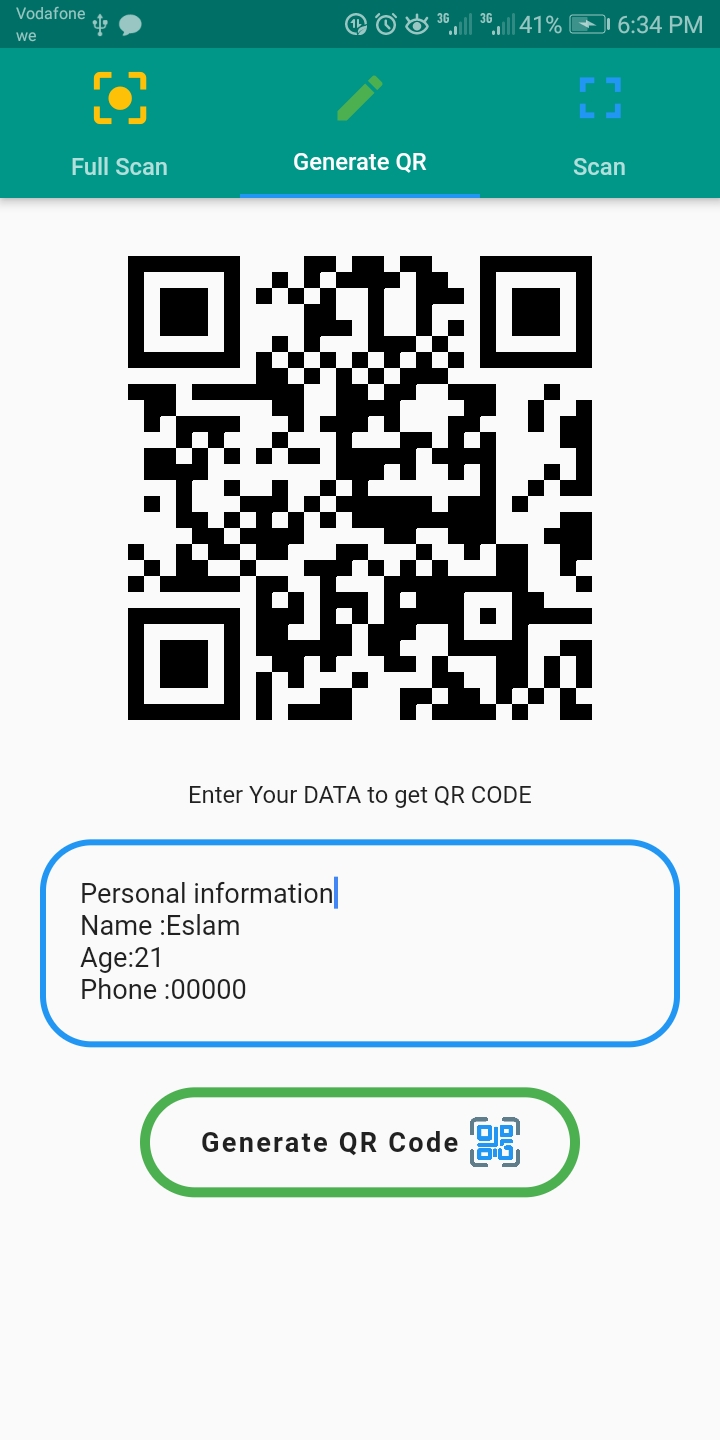 Vodafone
we
3G 3G 41% 6:34 PM
Full Scan Generate QR Scan
Enter Your DATA to get QR CODE
Personal information
Name :Eslam
Age:21
Phone :00000
Generate QR Code